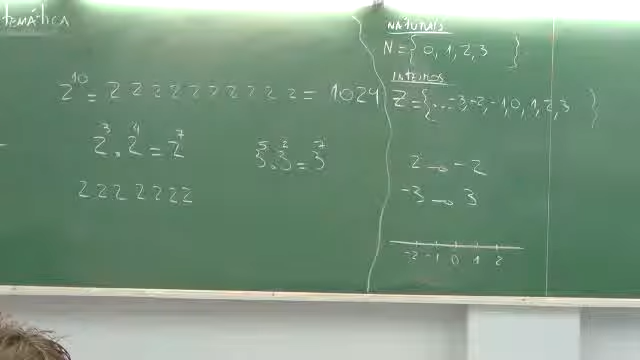 temática
2¹⁰ = 2 2 2 2 2 2 2 2 2 2 = 1024
2³ . 2⁴ = 2⁷
3⁵ . 3² = 3⁷
2 2 2 2 2 2 2
NATURAIS
N = { 0, 1, 2, 3 }
INTEIROS
Z = { ... -3, -2, -1, 0, 1, 2, 3 }
2 → -2
-3 → 3
-2 -1 0 1 2